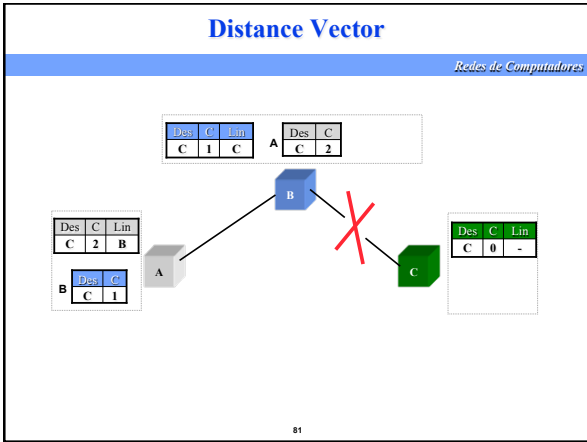 Distance Vector
Redes de Computadores
Des C Lin
C 1 C
A
Des C
C 2
B
Des C Lin
C 2 B
A
B
Des C
C 1
Des C Lin
C 0 -
C
81